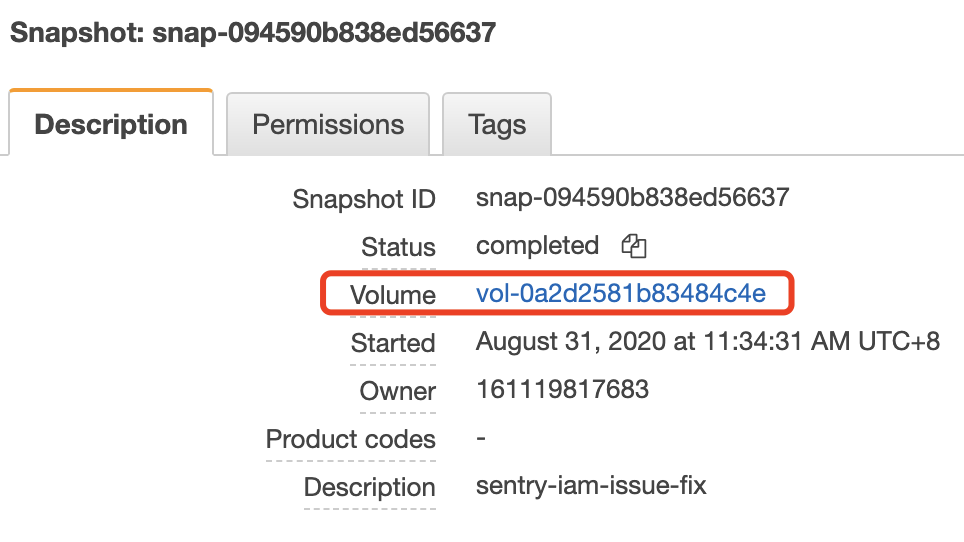 Snapshot: snap-094590b838ed56637
Description Permissions Tags
Snapshot ID snap-094590b838ed56637
Status completed
Volume vol-0a2d2581b83484c4e
Started August 31, 2020 at 11:34:31 AM UTC+8
Owner 161119817683
Product codes -
Description sentry-iam-issue-fix